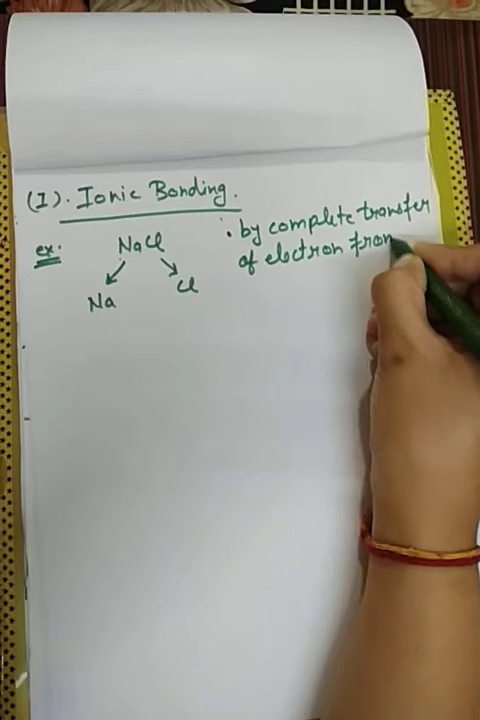 (I). Ionic Bonding.
ex:
NaCl
Na
Cl
. by complete transfer
of electron from